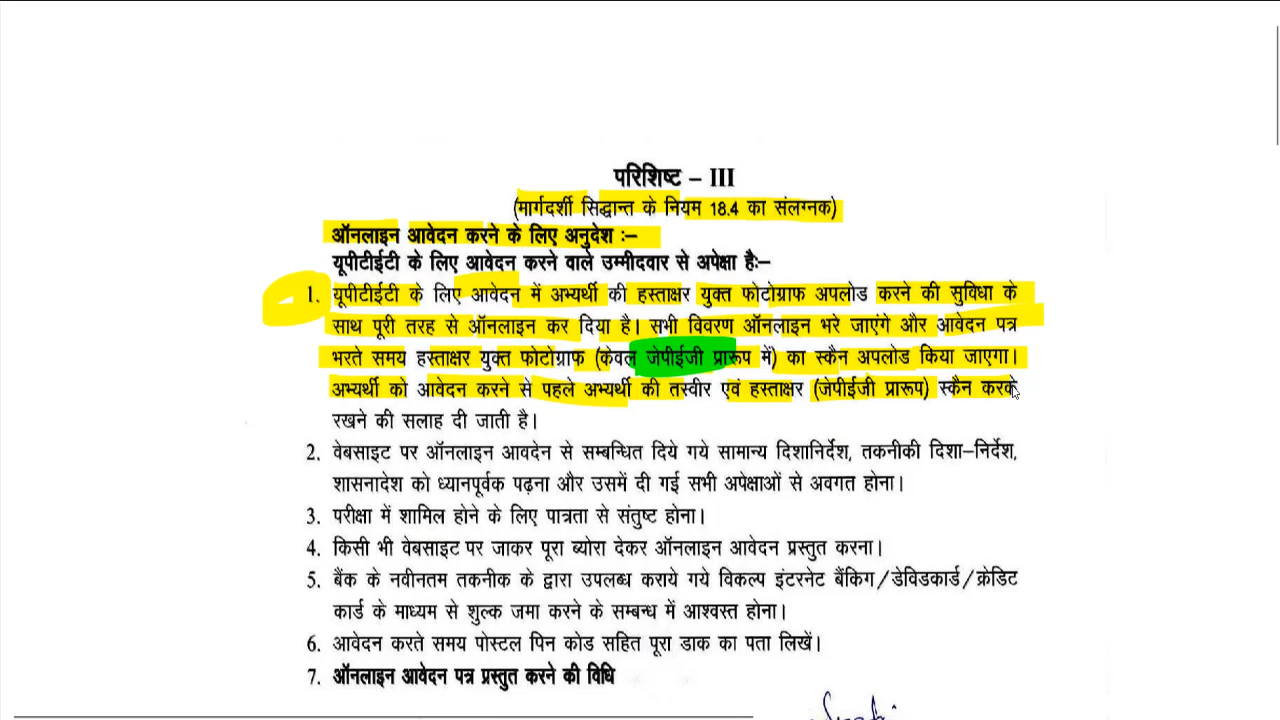 परिशिष्ट – III
(मार्गदर्शी सिद्धान्त के नियम 18.4 का संलग्नक)
ऑनलाइन आवेदन करने के लिए अनुदेश :–
यूपीटीईटी के लिए आवेदन करने वाले उम्मीदवार से अपेक्षा है:–
1. यूपीटीईटी के लिए आवेदन में अभ्यर्थी की हस्ताक्षर युक्त फोटोग्राफ अपलोड करने की सुविधा के
साथ पूरी तरह से ऑनलाइन कर दिया है। सभी विवरण ऑनलाइन भरे जाएंगे और आवेदन पत्र
भरते समय हस्ताक्षर युक्त फोटोग्राफ (केवल जेपीईजी प्रारूप में) का स्कैन अपलोड किया जाएगा।
अभ्यर्थी को आवेदन करने से पहले अभ्यर्थी की तस्वीर एवं हस्ताक्षर (जेपीईजी प्रारूप) स्कैन करके
रखने की सलाह दी जाती है।
2. वेबसाइट पर ऑनलाइन आवदेन से सम्बन्धित दिये गये सामान्य दिशानिर्देश, तकनीकी दिशा–निर्देश,
शासनादेश को ध्यानपूर्वक पढ़ना और उसमें दी गई सभी अपेक्षाओं से अवगत होना।
3. परीक्षा में शामिल होने के लिए पात्रता से संतुष्ट होना।
4. किसी भी वेबसाइट पर जाकर पूरा ब्योरा देकर ऑनलाइन आवेदन प्रस्तुत करना।
5. बैंक के नवीनतम तकनीक के द्वारा उपलब्ध कराये गये विकल्प इंटरनेट बैंकिग/डेविडकार्ड/क्रेडिट
कार्ड के माध्यम से शुल्क जमा करने के सम्बन्ध में आश्वस्त होना।
6. आवेदन करते समय पोस्टल पिन कोड सहित पूरा डाक का पता लिखें।
7. ऑनलाइन आवेदन पत्र प्रस्तुत करने की विधि